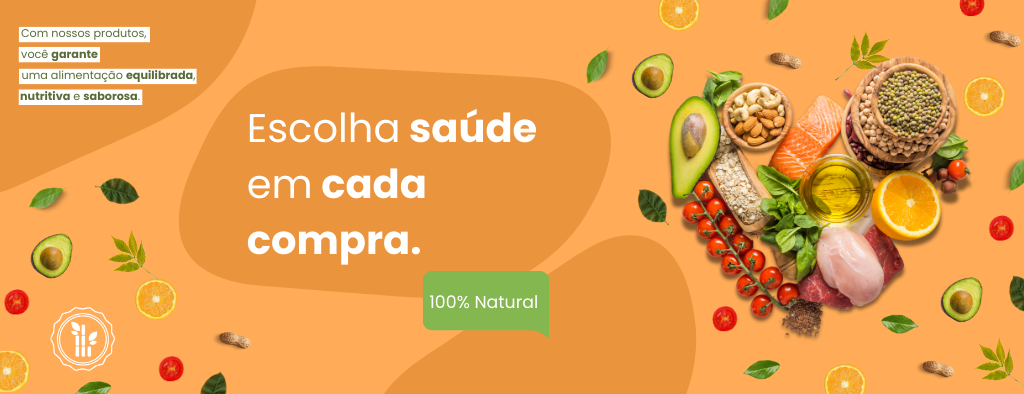 Com nossos produtos,
você garante
uma alimentação equilibrada,
nutritiva e saborosa.
Escolha saúde
em cada
compra.
100% Natural